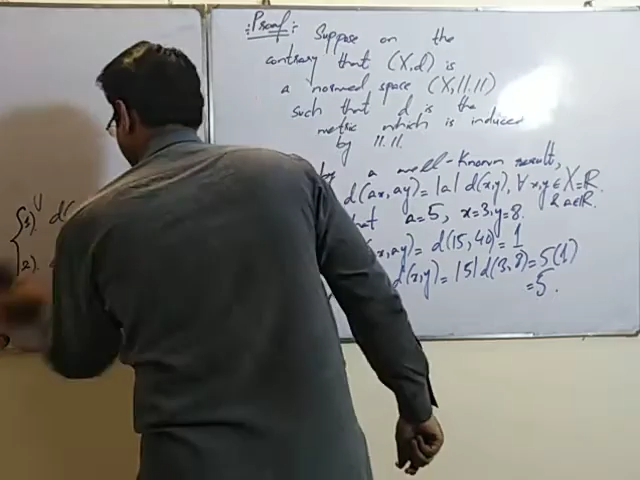 Proof: Suppose on the
contrary that (X,d) is
a normed space (X,||.||)
such that d is the
metric which is induced
by ||.||.
by a well-known result,
d(ax,ay)=|a| d(x,y), ∀ x,y ∈ X=ℝ
& a∈ℝ.
that a=5, x=3, y=8.
x,ay)= d(15,40)=1
d(x,y)= |5| d(3,8)=5(1)
=5.
1) d(
2)